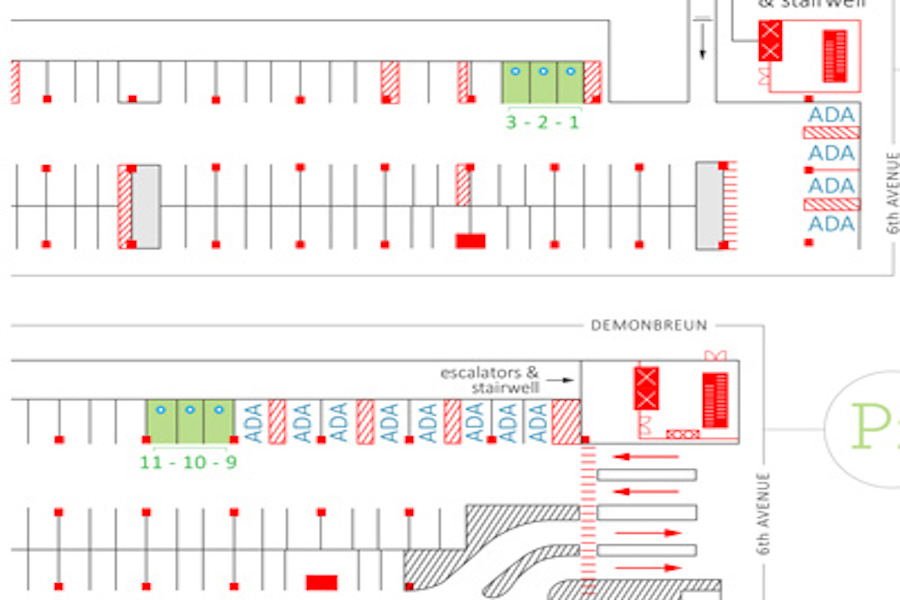 & stairwell
3 - 2 - 1
ADA
ADA
ADA
ADA
6th AVENUE
DEMONBREUN
escalators &
stairwell
ADA ADA ADA ADA ADA ADA ADA ADA
11 - 10 - 9
6th AVENUE